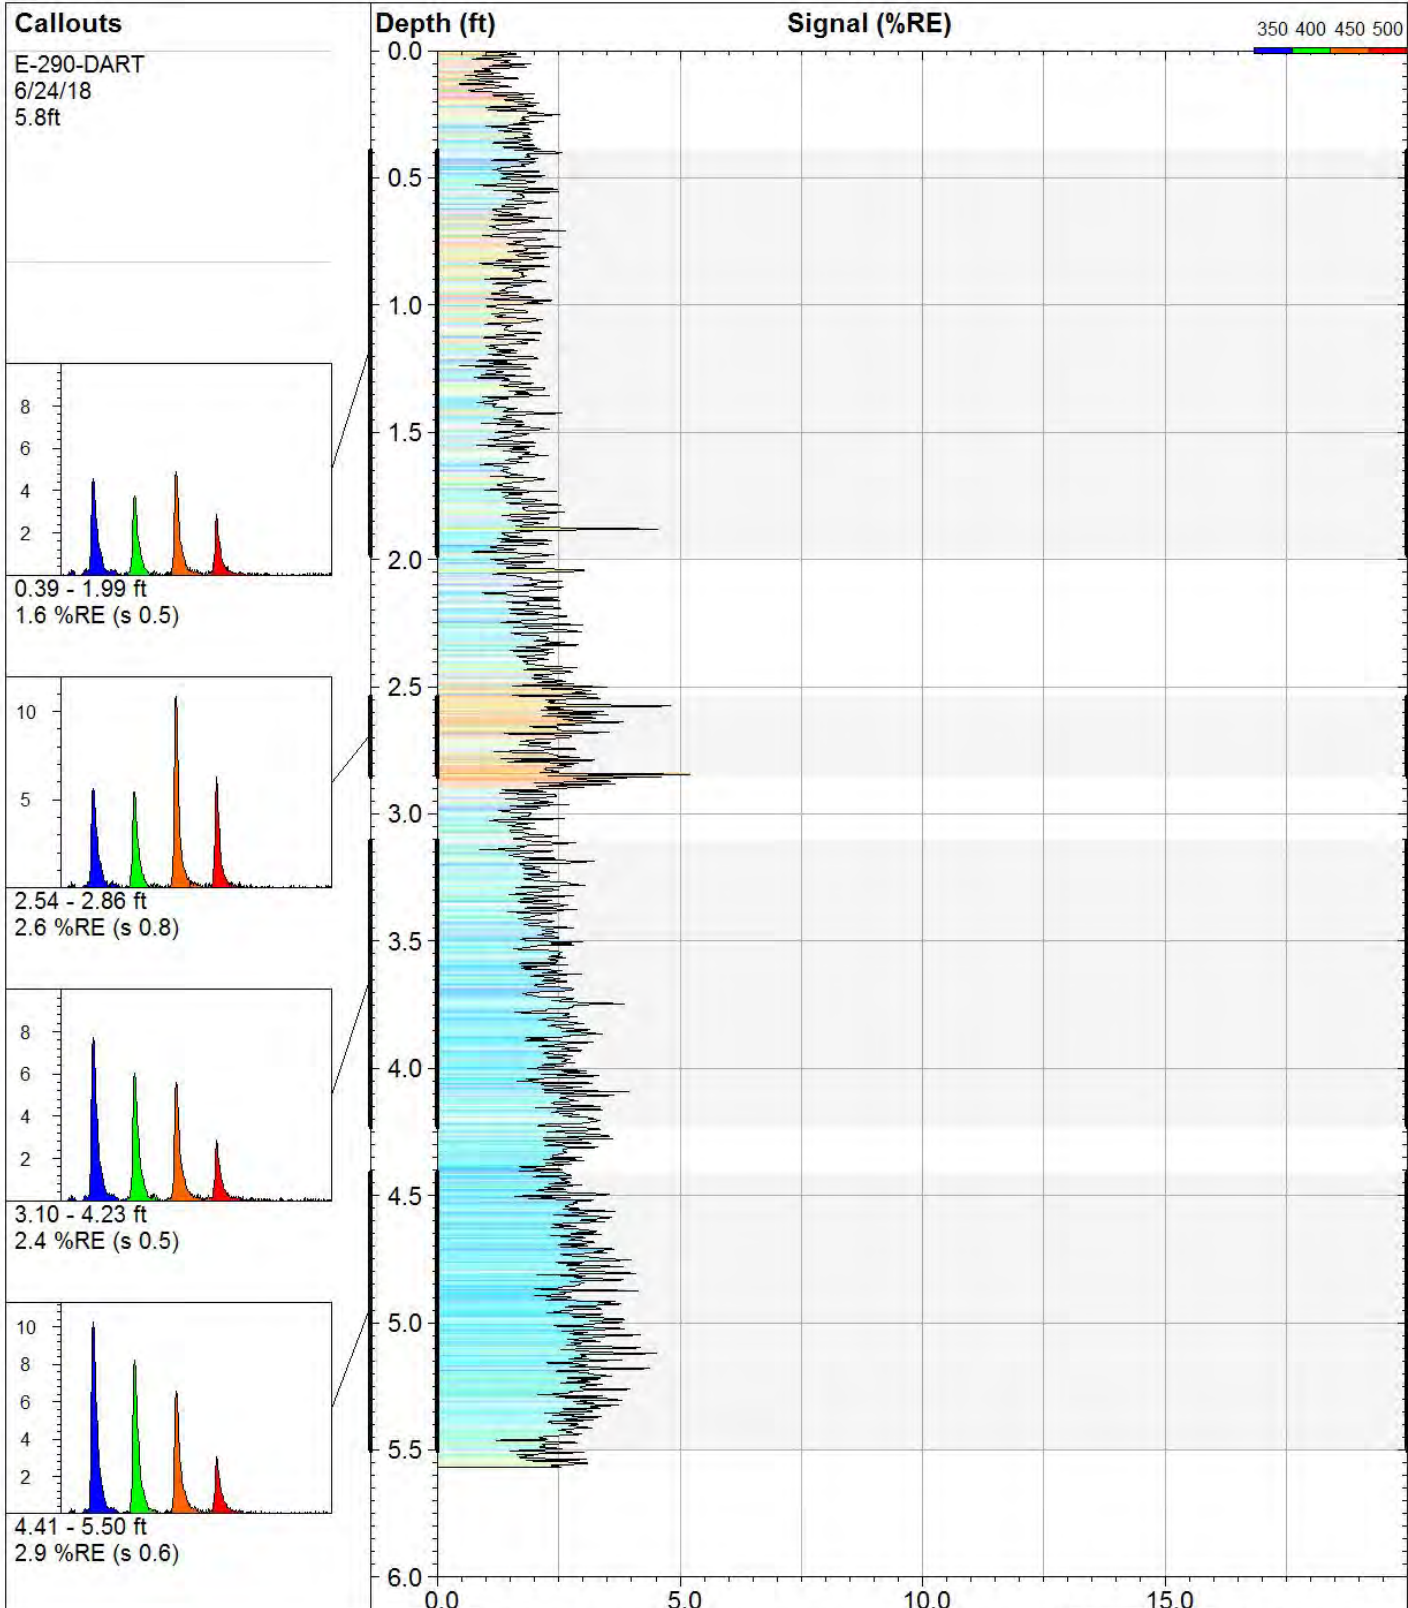 Callouts
Depth (ft)
Signal (%RE)
350 400 450 500
E-290-DART
6/24/18
5.8ft
8
6
4
2
0.39 - 1.99 ft
1.6 %RE (s 0.5)
10
5
2.54 - 2.86 ft
2.6 %RE (s 0.8)
8
6
4
2
3.10 - 4.23 ft
2.4 %RE (s 0.5)
10
8
6
4
2
4.41 - 5.50 ft
2.9 %RE (s 0.6)
0.0
0.5
1.0
1.5
2.0
2.5
3.0
3.5
4.0
4.5
5.0
5.5
6.0
0.0 5.0 10.0 15.0